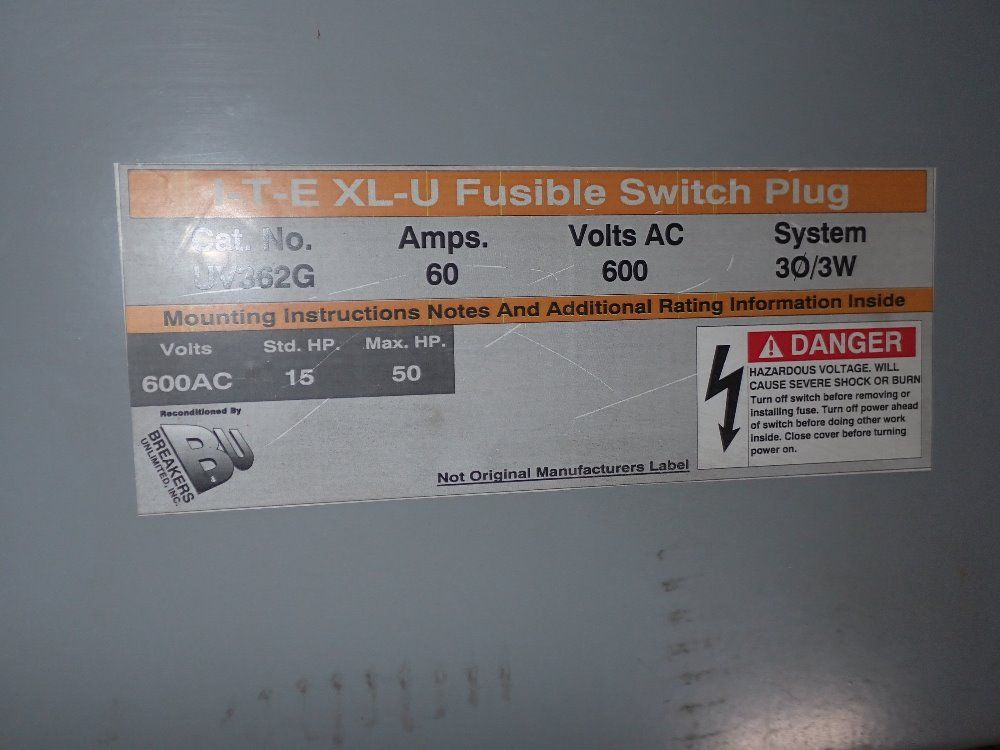 I-T-E XL-U Fusible Switch Plug
Cat. No. Amps. Volts AC System
UV362G 60 600 3Ø/3W
Mounting Instructions Notes And Additional Rating Information Inside
Volts Std. HP. Max. HP.
600AC 15 50
Reconditioned By
BU
BREAKERS
UNLIMITED, INC.
Not Original Manufacturers Label
DANGER
HAZARDOUS VOLTAGE. WILL
CAUSE SEVERE SHOCK OR BURN
Turn off switch before removing or
installing fuse. Turn off power ahead
of switch before doing other work
inside. Close cover before turning
power on.